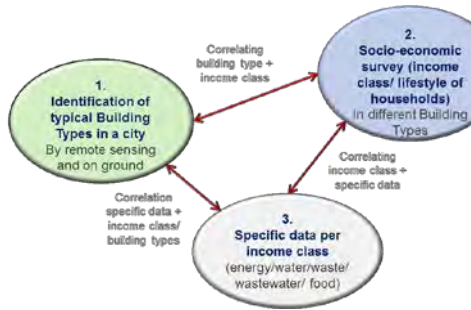 1.
Identification of
typical Building
Types in a city
By remote sensing
and on ground
Correlating
building type +
income class
2.
Socio-economic
survey (income
class/ lifestyle of
households)
In different Building
Types
Correlating
income class +
specific data
Correlation
specific data +
income class/
building types
3.
Specific data per
income class
(energy/water/waste/
wastewater/ food)